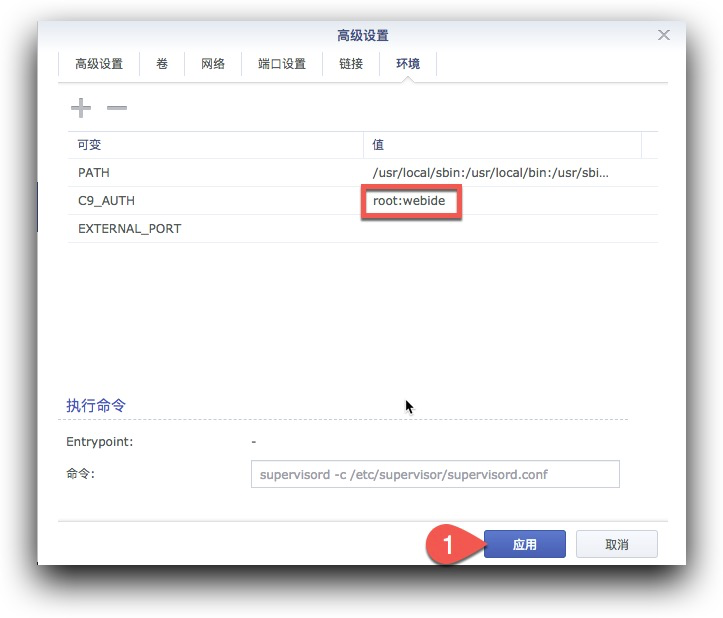 高级设置
高级设置 卷 网络 端口设置 链接 环境
可变 值
PATH /usr/local/sbin:/usr/local/bin:/usr/sbi...
C9_AUTH root:webide
EXTERNAL_PORT
执行命令
Entrypoint: -
命令: supervisord -c /etc/supervisor/supervisord.conf
1 应用 取消